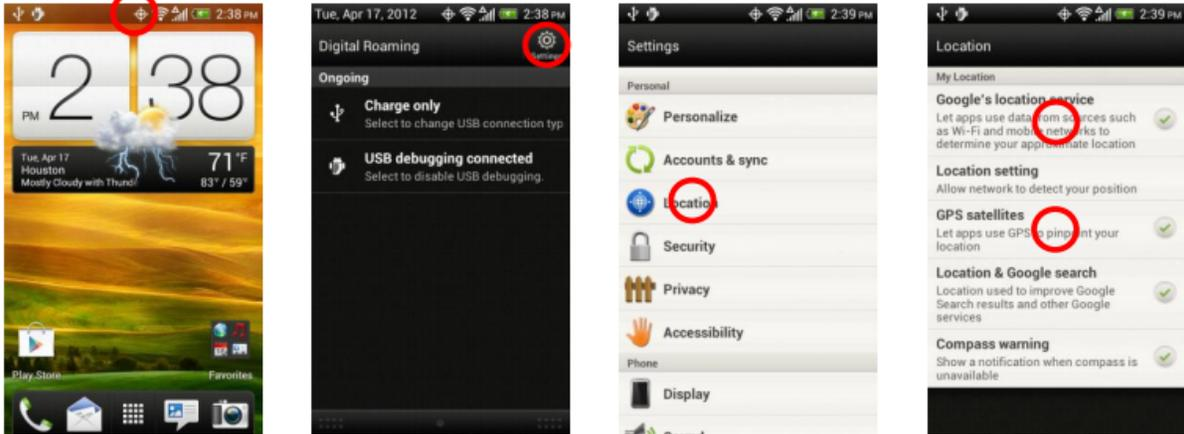 2:38 PM
2 38
PM
Tue, Apr 17
Houston
Mostly Cloudy with Thund
71°F
83° / 59°
Play Store
Favorites
Tue, Apr 17, 2012 2:38 PM
Digital Roaming
Settings
Ongoing
Charge only
Select to change USB connection typ
USB debugging connected
Select to disable USB debugging.
2:39 PM
Settings
Personal
Personalize
Accounts & sync
Location
Security
Privacy
Accessibility
Phone
Display
2:39 PM
Location
My Location
Google's location service
Let apps use data from sources such
as Wi-Fi and mobile networks to
determine your approximate location
Location setting
Allow network to detect your position
GPS satellites
Let apps use GPS to pinpoint your
location
Location & Google search
Location used to improve Google
Search results and other Google
services
Compass warning
Show a notification when compass is
unavailable